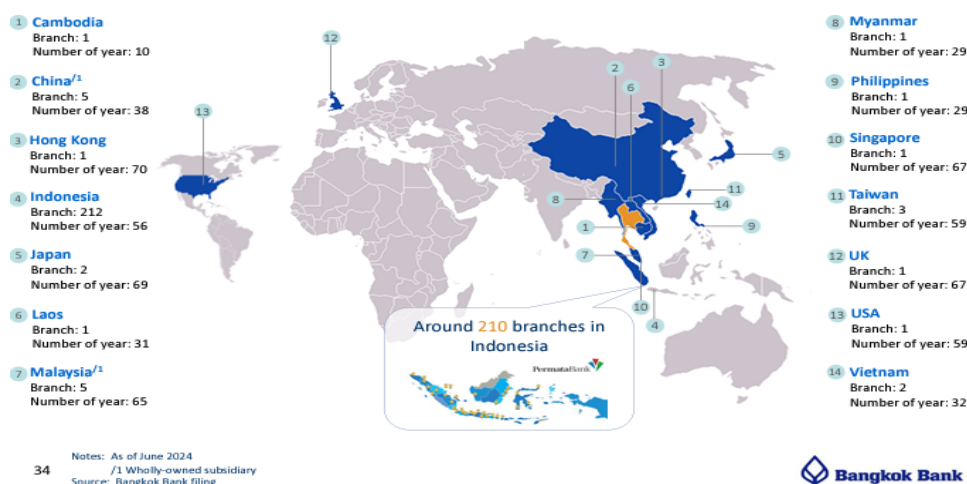 1 Cambodia
Branch: 1
Number of year: 10
2 China/1
Branch: 5
Number of year: 38
3 Hong Kong
Branch: 1
Number of year: 70
4 Indonesia
Branch: 212
Number of year: 56
5 Japan
Branch: 2
Number of year: 69
6 Laos
Branch: 1
Number of year: 31
7 Malaysia/1
Branch: 5
Number of year: 65
12
13
2
3
6
5
8
11
14
1
9
7
10
4
Around 210 branches in
Indonesia
PermataBank
8 Myanmar
Branch: 1
Number of year: 29
9 Philippines
Branch: 1
Number of year: 29
10 Singapore
Branch: 1
Number of year: 67
11 Taiwan
Branch: 3
Number of year: 59
12 UK
Branch: 1
Number of year: 67
13 USA
Branch: 1
Number of year: 59
14 Vietnam
Branch: 2
Number of year: 32
34
Notes: As of June 2024
/1 Wholly-owned subsidiary
Source: Bangkok Bank filing
Bangkok Bank